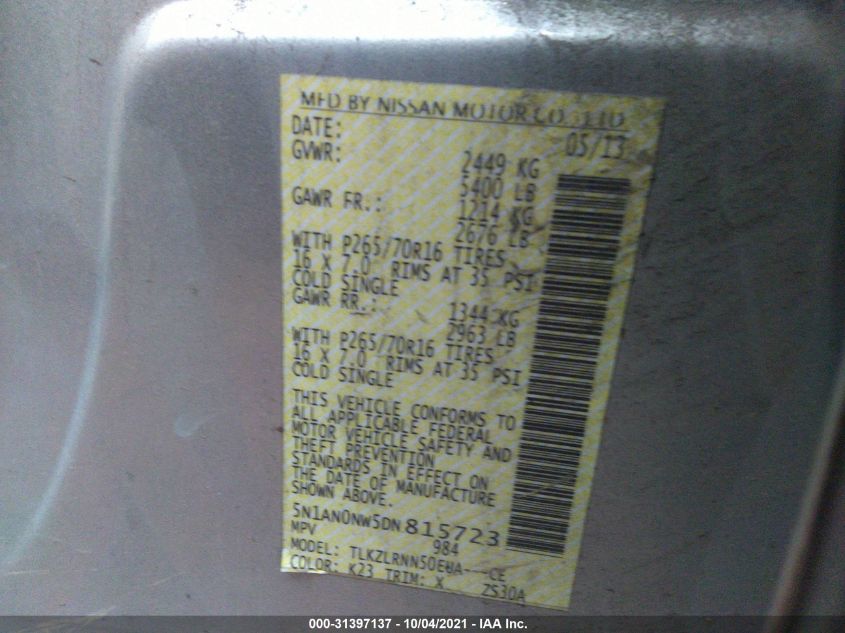 MFD BY NISSAN MOTOR CO., LTD
DATE: 05/13
GVWR: 2449 KG
5400 LB
GAWR FR.: 1214 KG
2676 LB
WITH P265/70R16 TIRES
16 X 7.0 RIMS AT 35 PSI
COLD SINGLE
GAWR RR.: 1344 KG
2963 LB
WITH P265/70R16 TIRES
16 X 7.0 RIMS AT 35 PSI
COLD SINGLE
THIS VEHICLE CONFORMS TO
ALL APPLICABLE FEDERAL
MOTOR VEHICLE SAFETY AND
THEFT PREVENTION
STANDARDS IN EFFECT ON
THE DATE OF MANUFACTURE
SHOWN ABOVE.
5N1AN0NW5DN815723
MPV 984
MODEL: TLKZLRNN50EUA---CE
COLOR: K23 TRIM: X ZS30A
000-31397137 - 10/04/2021 - IAA Inc.